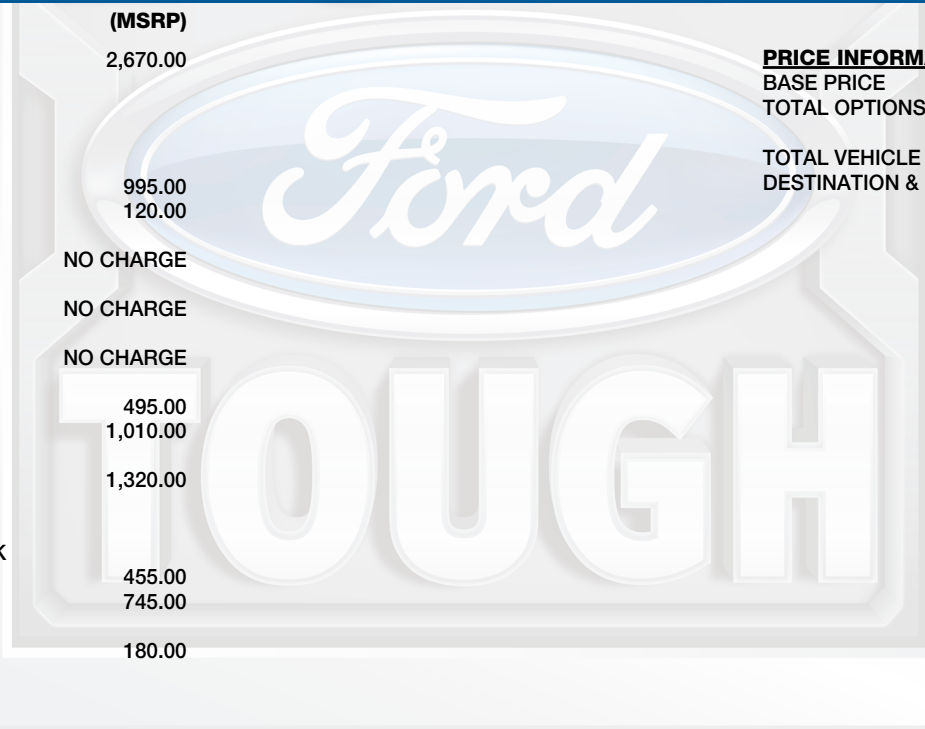 (MSRP)
2,670.00
995.00
120.00
NO CHARGE
NO CHARGE
NO CHARGE
495.00
1,010.00
1,320.00
455.00
745.00
180.00
PRICE INFORM
BASE PRICE
TOTAL OPTIONS
TOTAL VEHICLE
DESTINATION &
Ford
TOUGH